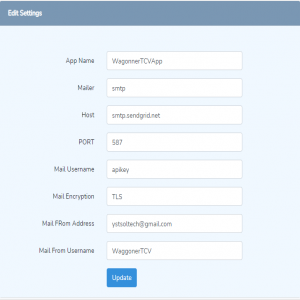 Edit Settings
App Name WagonnerTCVApp
Mailer smtp
Host smtp.sendgrid.net
PORT 587
Mail Username apikey
Mail Encryption TLS
Mail FRom Address ystsoltech@gmail.com
Mail From Username WaggonerTCV
Update